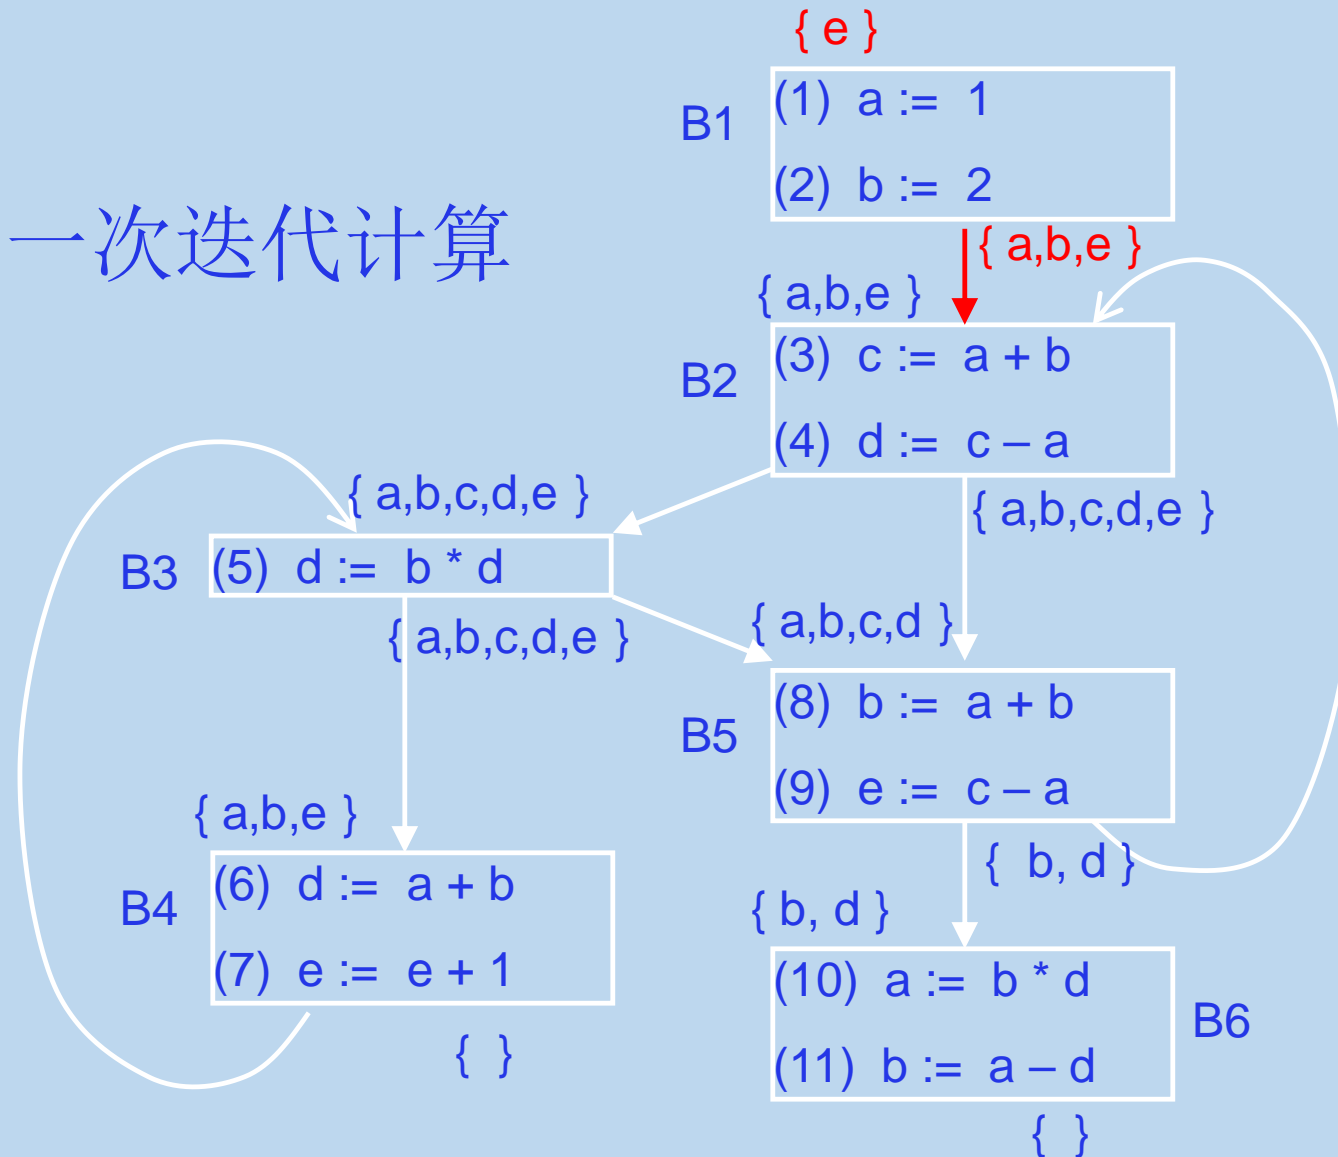 { e }
B1
(1) a := 1
(2) b := 2
一次迭代计算
{ a,b,e }
{ a,b,e }
B2
(3) c := a + b
(4) d := c – a
{ a,b,c,d,e }
{ a,b,c,d,e }
B3
(5) d := b * d
{ a,b,c,d }
{ a,b,c,d,e }
B5
(8) b := a + b
(9) e := c – a
{ a,b,e }
B4
(6) d := a + b
(7) e := e + 1
{ }
{ b, d }
{ b, d }
(10) a := b * d
(11) b := a – d
B6
{ }